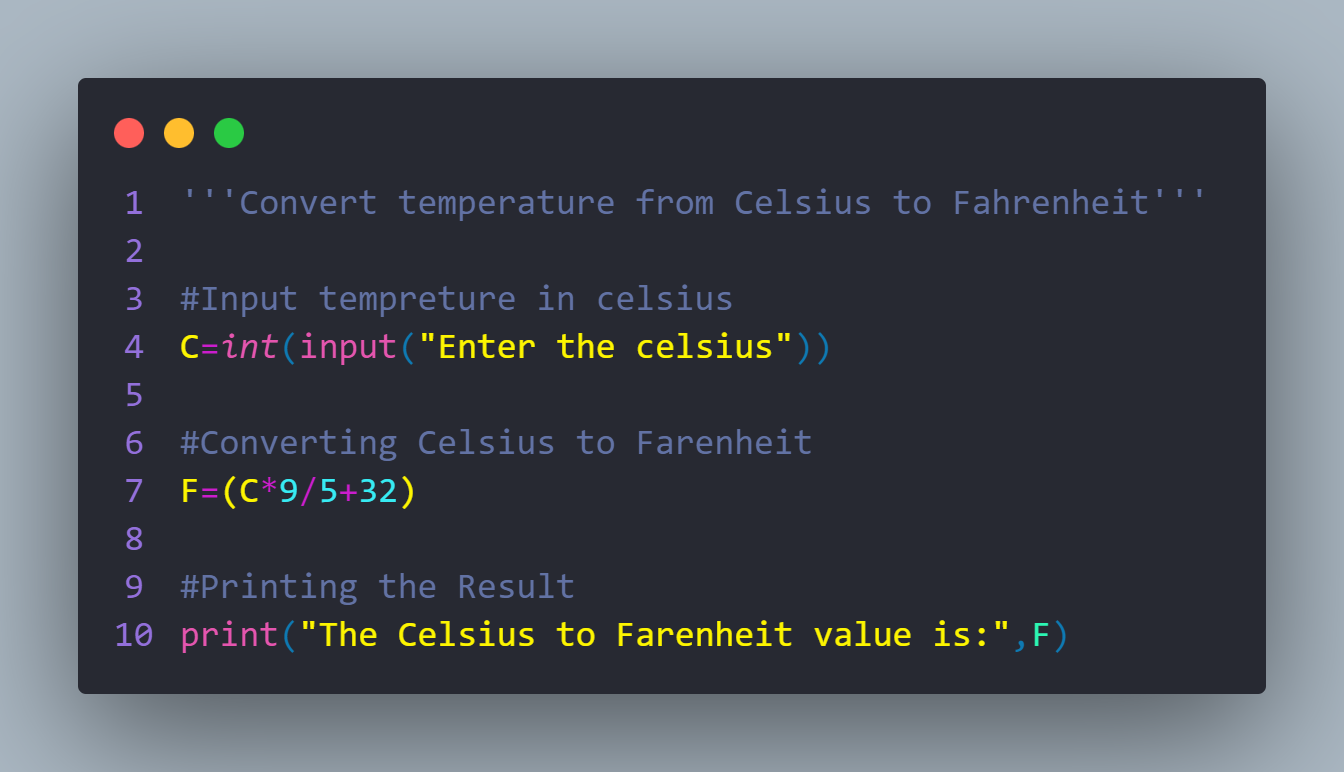 1 '''Convert temperature from Celsius to Fahrenheit'''
2
3 #Input tempreture in celsius
4 C=int(input("Enter the celsius"))
5
6 #Converting Celsius to Farenheit
7 F=(C*9/5+32)
8
9 #Printing the Result
10 print("The Celsius to Farenheit value is:",F)